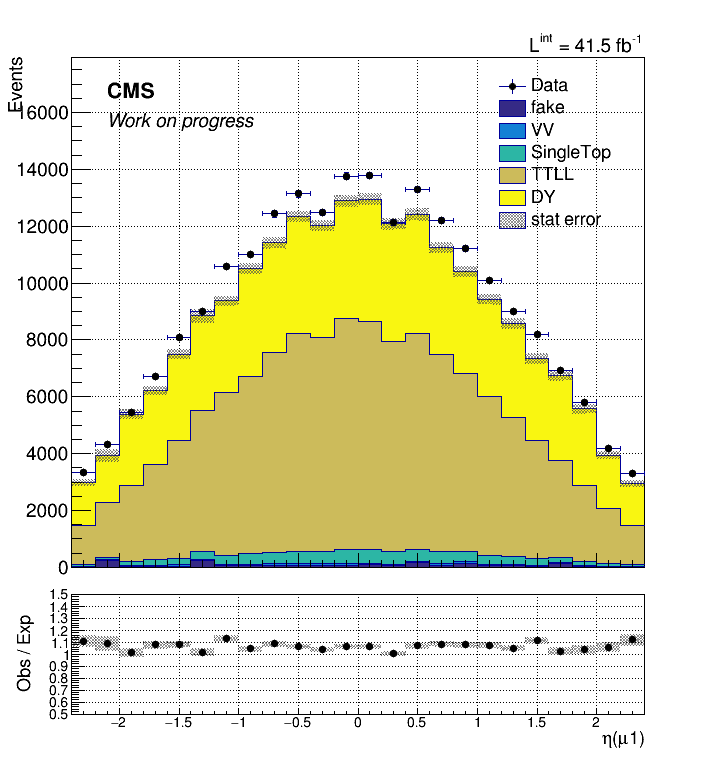 L^int = 41.5 fb^-1
Events
CMS
Work on progress
Data
fake
VV
SingleTop
TTLL
DY
stat error
16000
14000
12000
10000
8000
6000
4000
2000
0
Obs / Exp
1.5
1.4
1.3
1.2
1.1
1
0.9
0.8
0.7
0.6
0.5
−2 −1.5 −1 −0.5 0 0.5 1 1.5 2
η(μ1)